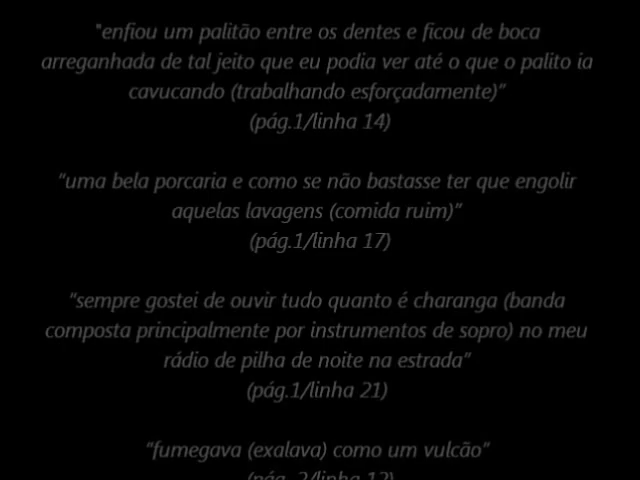 "enfiou um palitão entre os dentes e ficou de boca
arreganhada de tal jeito que eu podia ver até o que o palito ia
cavucando (trabalhando esforçadamente)”
(pág.1/linha 14)
“uma bela porcaria e como se não bastasse ter que engolir
aquelas lavagens (comida ruim)”
(pág.1/linha 17)
“sempre gostei de ouvir tudo quanto é charanga (banda
composta principalmente por instrumentos de sopro) no meu
rádio de pilha de noite na estrada”
(pág.1/linha 21)
“fumegava (exalava) como um vulcão”
(pág. 2/linha 12)